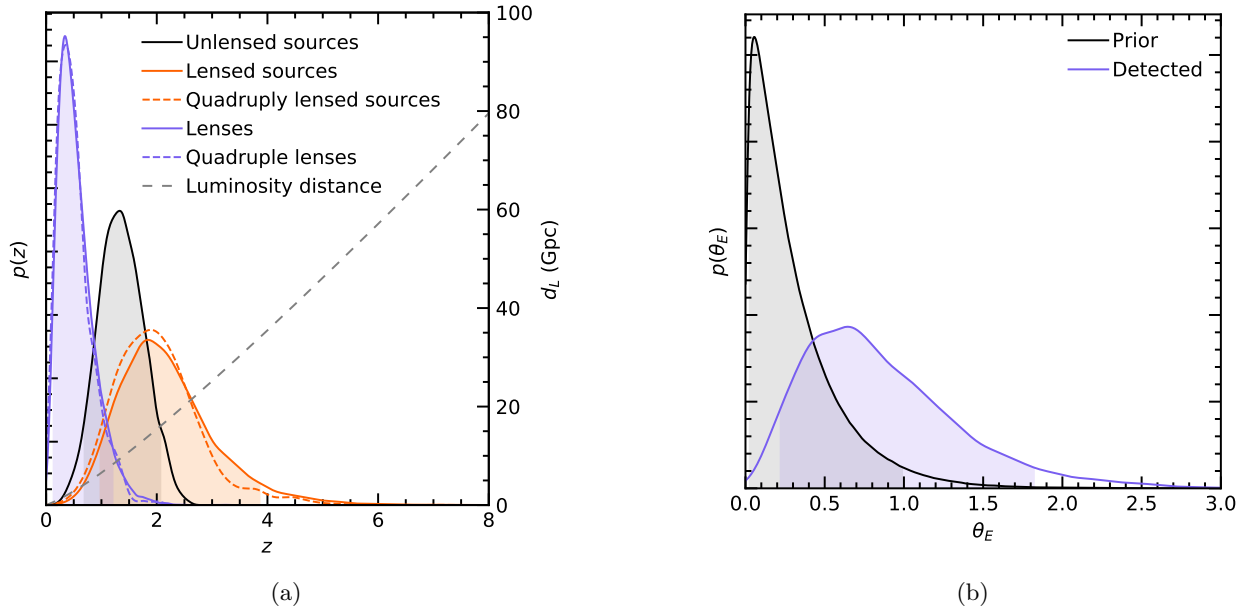 Unlensed sources
Lensed sources
Quadruply lensed sources
Lenses
Quadruple lenses
Luminosity distance
p(z)
0 2 4 6 8
z
0
20
40
60
80
100
d_L (Gpc)
(a)
Prior
Detected
p(θ_E)
0.0 0.5 1.0 1.5 2.0 2.5 3.0
θ_E
(b)